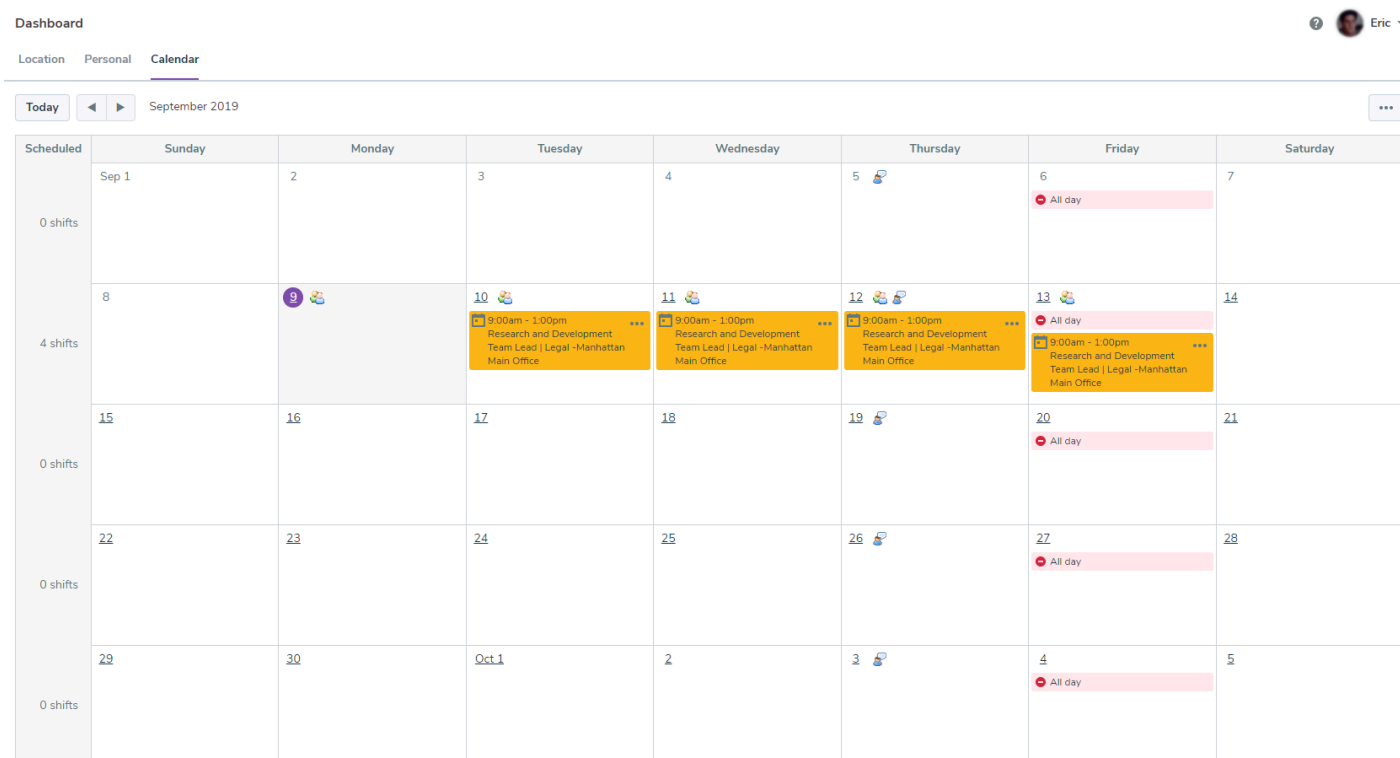 Dashboard
Eric
Location Personal Calendar
Today September 2019
Scheduled Sunday Monday Tuesday Wednesday Thursday Friday Saturday
Sep 1 2 3 4 5 6 7
All day
0 shifts
8 9 10 11 12 13 14
9:00am - 1:00pm 9:00am - 1:00pm 9:00am - 1:00pm All day
Research and Development Research and Development Research and Development 9:00am - 1:00pm
4 shifts Team Lead | Legal -Manhattan Team Lead | Legal -Manhattan Team Lead | Legal -Manhattan Research and Development
Main Office Main Office Main Office Team Lead | Legal -Manhattan
Main Office
15 16 17 18 19 20 21
All day
0 shifts
22 23 24 25 26 27 28
All day
0 shifts
29 30 Oct 1 2 3 4 5
All day
0 shifts